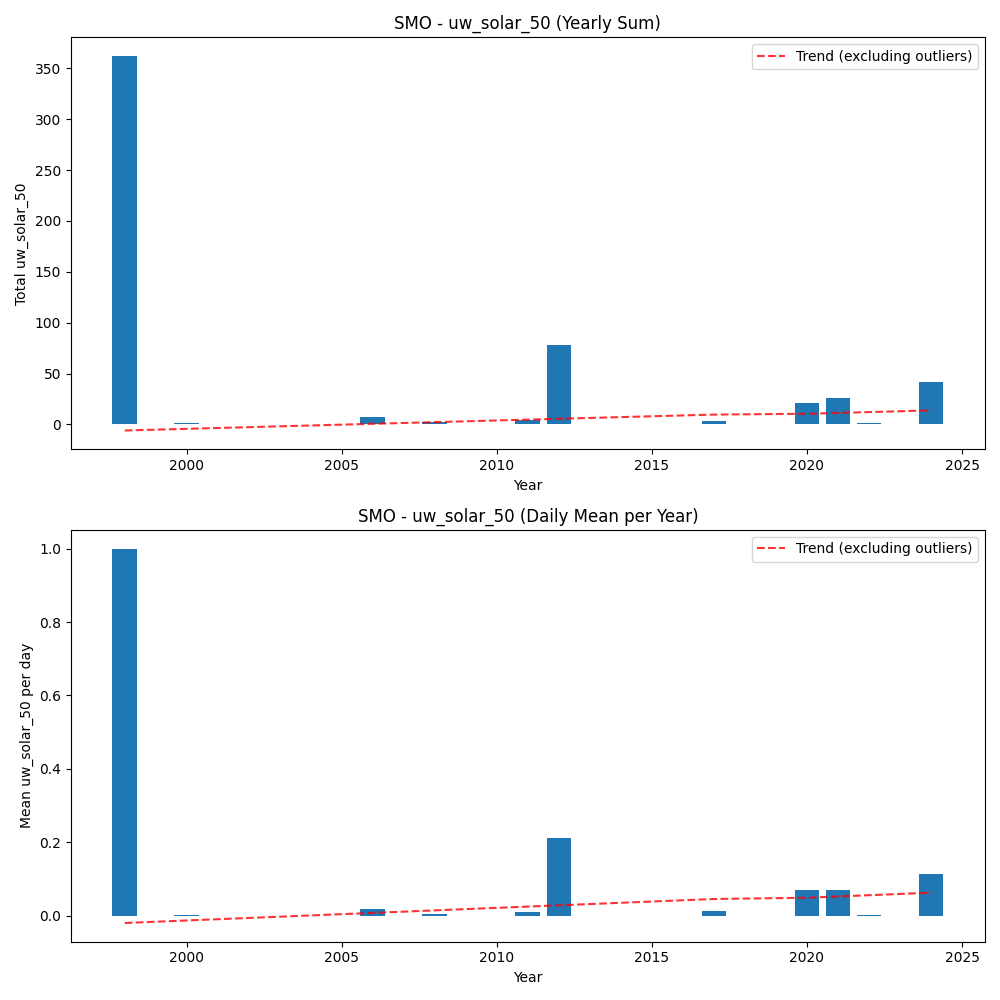 SMO - uw_solar_50 (Yearly Sum)
Trend (excluding outliers)
Total uw_solar_50
350
300
250
200
150
100
50
0
2000 2005 2010 2015 2020 2025
Year
SMO - uw_solar_50 (Daily Mean per Year)
Trend (excluding outliers)
Mean uw_solar_50 per day
1.0
0.8
0.6
0.4
0.2
0.0
2000 2005 2010 2015 2020 2025
Year